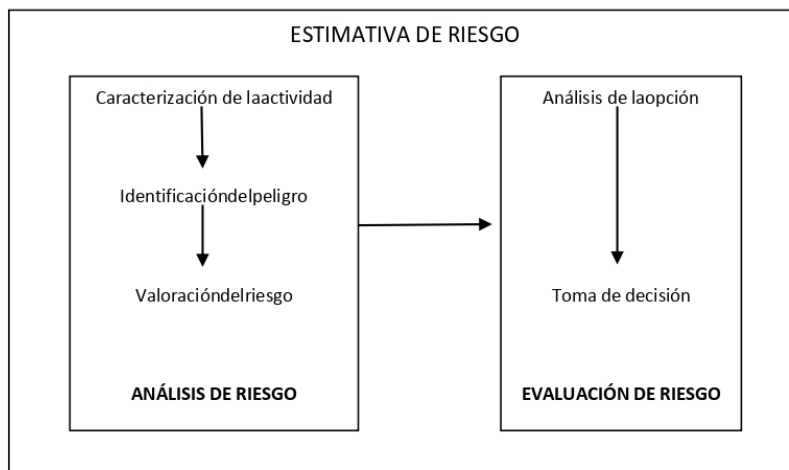 ESTIMATIVA DE RIESGO
Caracterización de laactividad
Identificacióndelpeligro
Valoracióndelriesgo
ANÁLISIS DE RIESGO
Análisis de laopción
Toma de decisión
EVALUACIÓN DE RIESGO